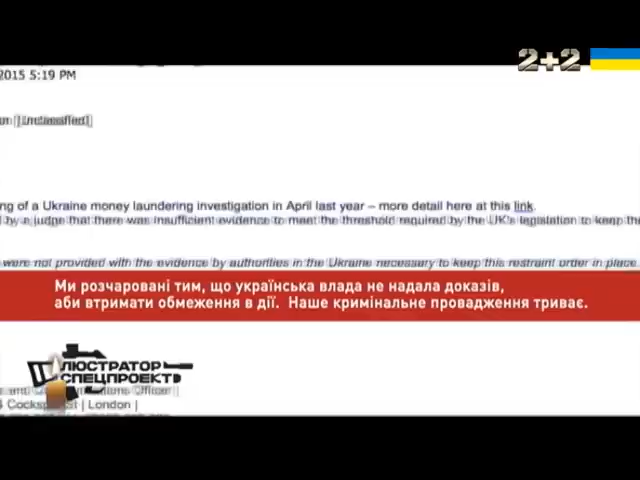 2+2
2015 5:19 PM
[Unclassified]
ng of a Ukraine money laundering investigation in April last year – more detail here at this link.
by a judge that there was insufficient evidence to meet the threshold required by the UK's legislation to keep the
were not provided with the evidence by authorities in the Ukraine necessary to keep this restraint order in place.
Ми розчаровані тим, що українська влада не надала доказів,
аби втримати обмеження в дії. Наше кримінальне провадження триває.
ЛЮСТРАТОР
СПЕЦПРОЕКТ
Officer
| London |